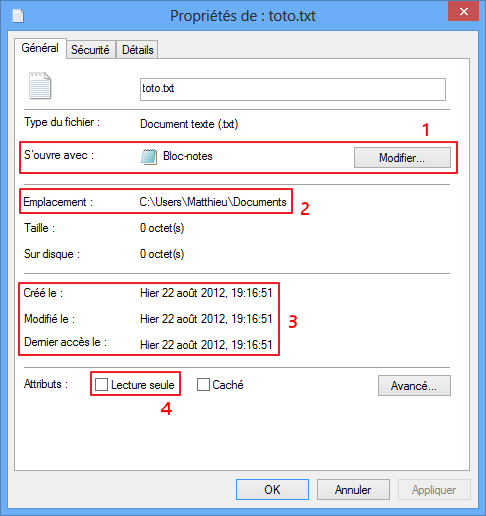 Propriétés de : toto.txt
Général Sécurité Détails
toto.txt
Type du fichier : Document texte (.txt)
1
S'ouvre avec : Bloc-notes Modifier...
Emplacement : C:\Users\Matthieu\Documents
2
Taille : 0 octet(s)
Sur disque : 0 octet(s)
Créé le : Hier 22 août 2012, 19:16:51
Modifié le : Hier 22 août 2012, 19:16:51
3
Dernier accès le : Hier 22 août 2012, 19:16:51
Attributs : Lecture seule Caché Avancé...
4
OK Annuler Appliquer